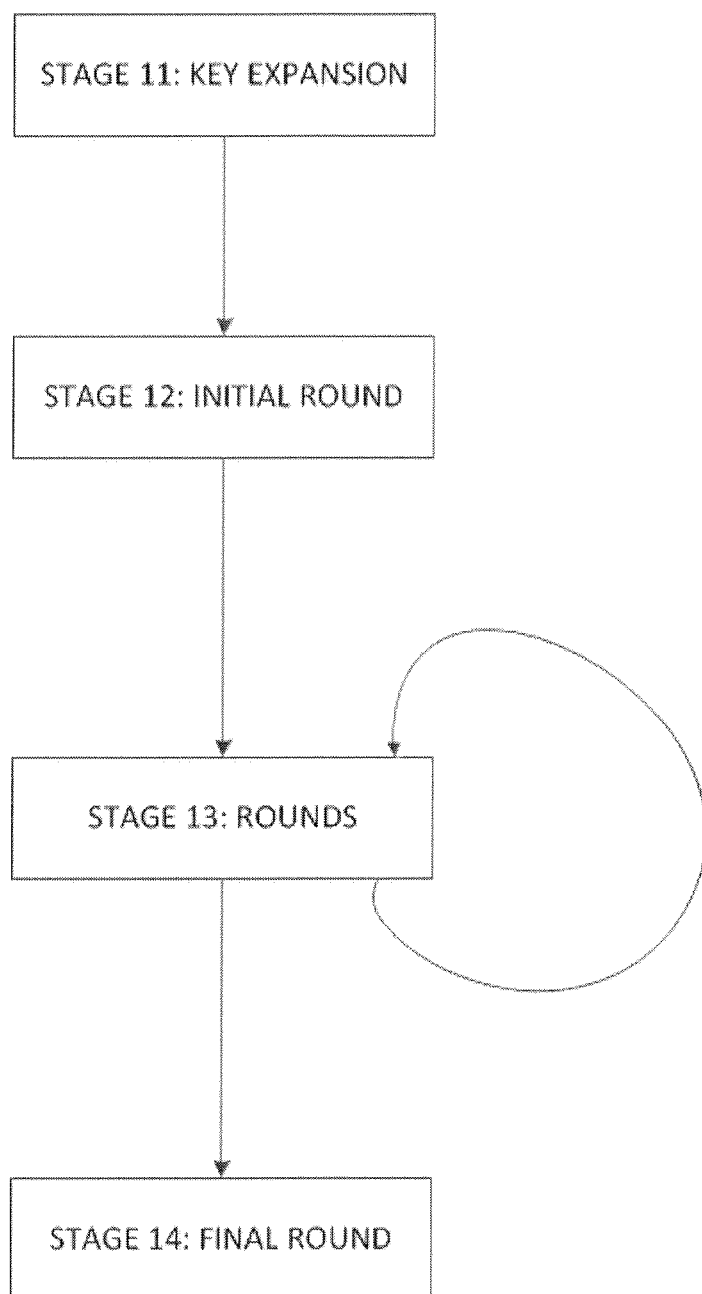 STAGE 11: KEY EXPANSION
STAGE 12: INITIAL ROUND
STAGE 13: ROUNDS
STAGE 14: FINAL ROUND